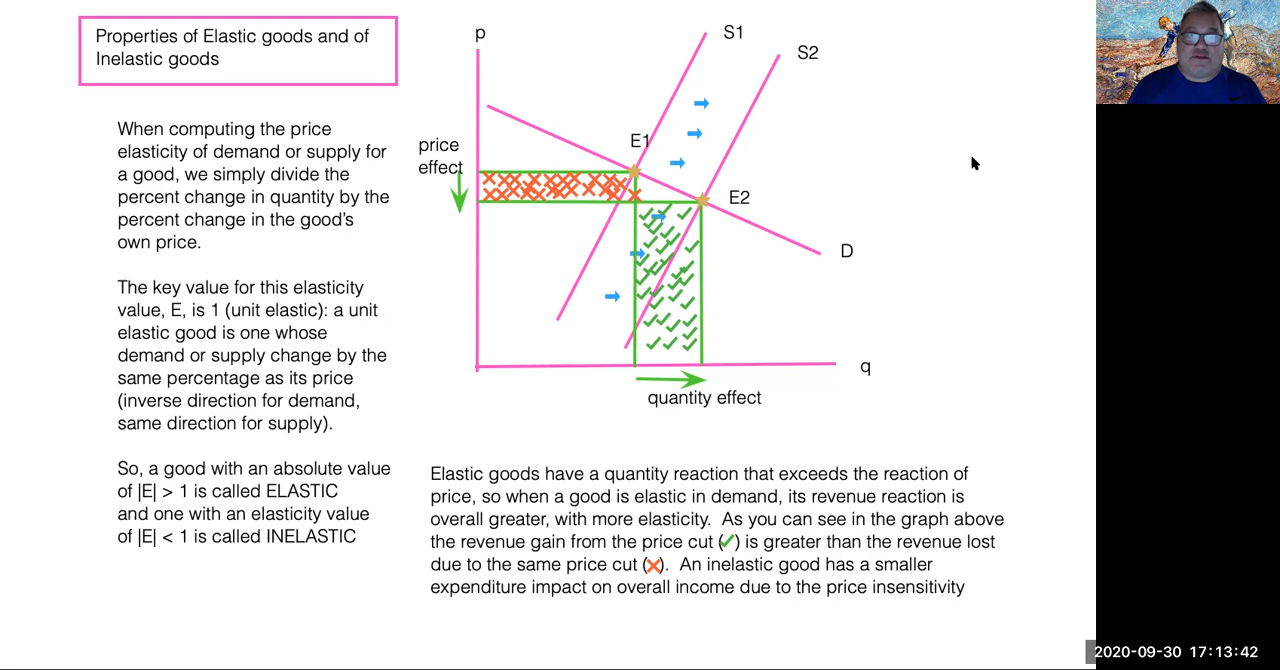 Properties of Elastic goods and of
Inelastic goods
When computing the price
elasticity of demand or supply for
a good, we simply divide the
percent change in quantity by the
percent change in the good's
own price.
The key value for this elasticity
value, E, is 1 (unit elastic): a unit
elastic good is one whose
demand or supply change by the
same percentage as its price
(inverse direction for demand,
same direction for supply).
So, a good with an absolute value
of |E| > 1 is called ELASTIC
and one with an elasticity value
of |E| < 1 is called INELASTIC
p
S1
S2
price
effect
E1
E2
D
q
quantity effect
Elastic goods have a quantity reaction that exceeds the reaction of
price, so when a good is elastic in demand, its revenue reaction is
overall greater, with more elasticity. As you can see in the graph above
the revenue gain from the price cut (✓) is greater than the revenue lost
due to the same price cut (✗). An inelastic good has a smaller
expenditure impact on overall income due to the price insensitivity
2020-09-30 17:13:42